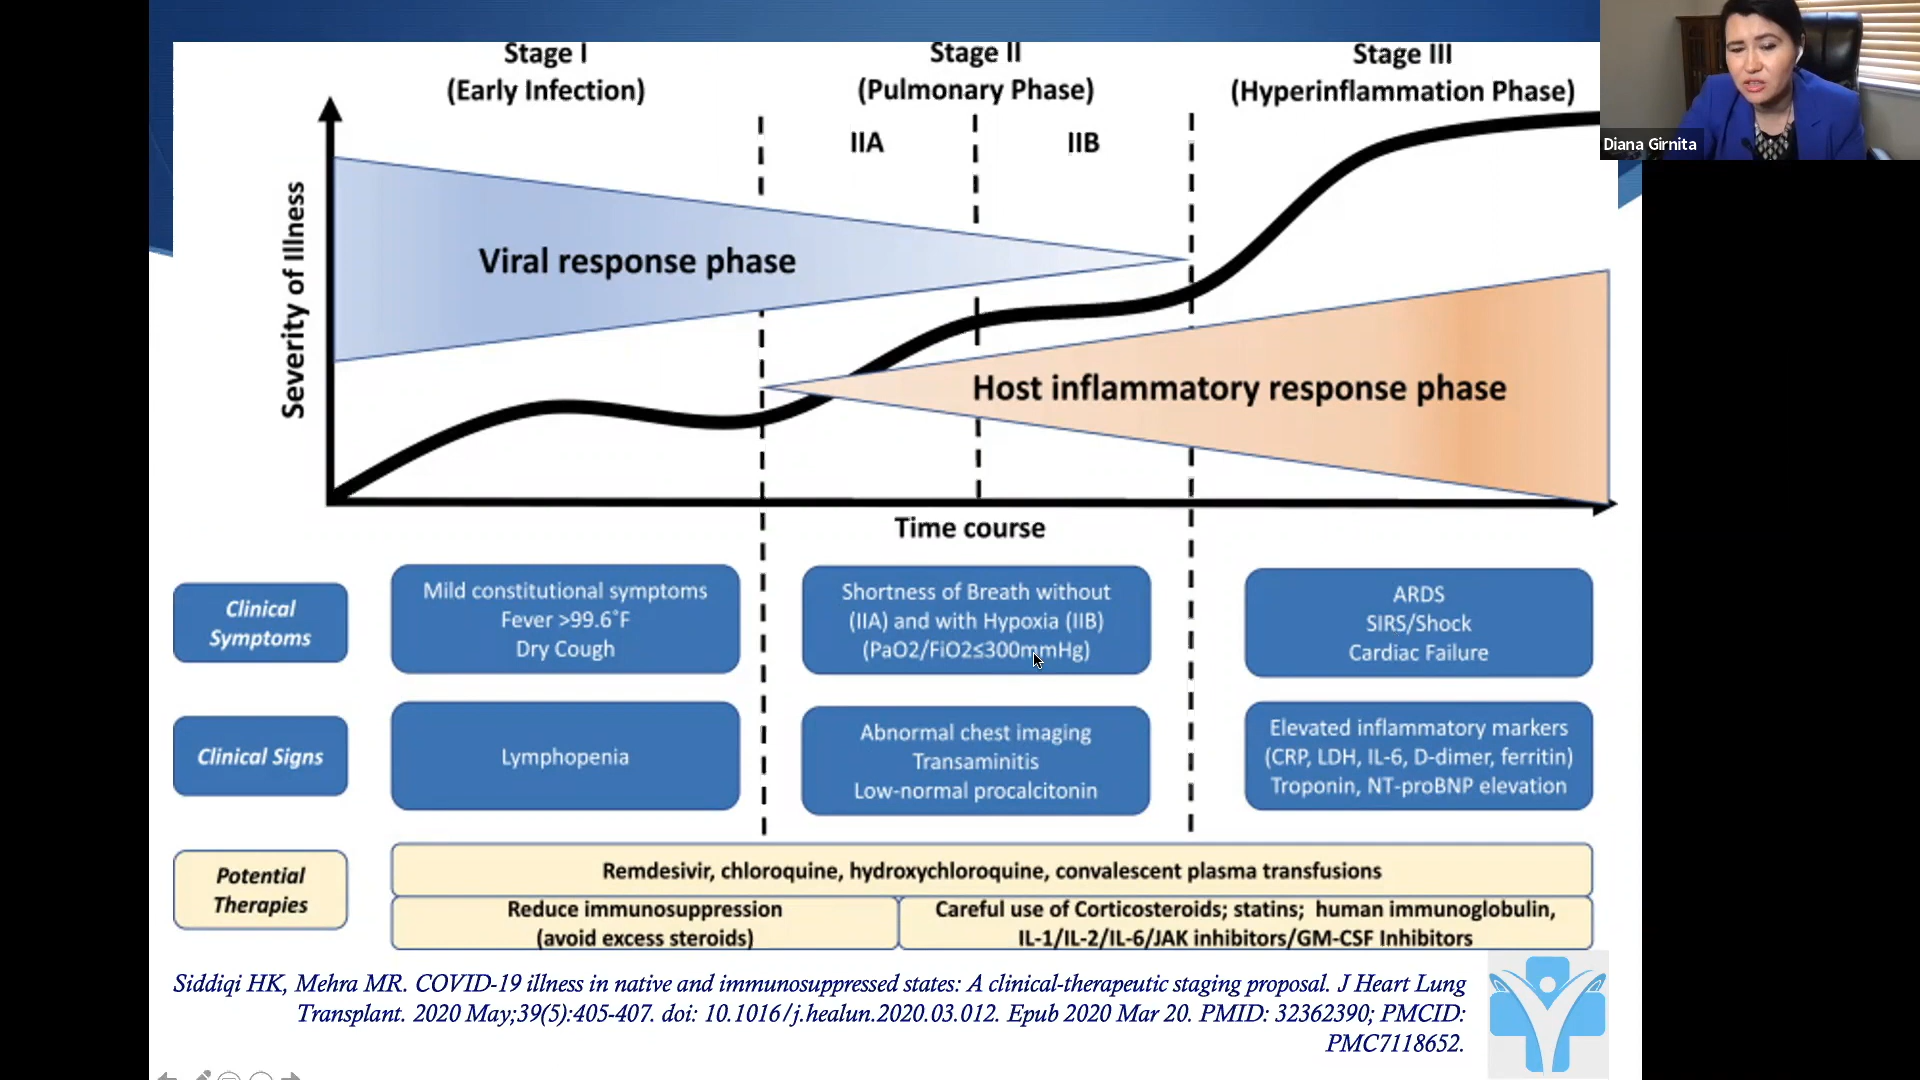 Stage I
(Early Infection)
Stage II
(Pulmonary Phase)
Stage III
(Hyperinflammation Phase)
Diana Girnita
IIA
IIB
Severity of Illness
Viral response phase
Host inflammatory response phase
Time course
Clinical
Symptoms
Mild constitutional symptoms
Fever >99.6°F
Dry Cough
Shortness of Breath without
(IIA) and with Hypoxia (IIB)
(PaO2/FiO2≤300mmHg)
ARDS
SIRS/Shock
Cardiac Failure
Clinical Signs
Lymphopenia
Abnormal chest imaging
Transaminitis
Low-normal procalcitonin
Elevated inflammatory markers
(CRP, LDH, IL-6, D-dimer, ferritin)
Troponin, NT-proBNP elevation
Potential
Therapies
Remdesivir, chloroquine, hydroxychloroquine, convalescent plasma transfusions
Reduce immunosuppression
(avoid excess steroids)
Careful use of Corticosteroids; statins; human immunoglobulin,
IL-1/IL-2/IL-6/JAK inhibitors/GM-CSF Inhibitors
Siddiqi HK, Mehra MR. COVID-19 illness in native and immunosuppressed states: A clinical-therapeutic staging proposal. J Heart Lung
Transplant. 2020 May;39(5):405-407. doi: 10.1016/j.healun.2020.03.012. Epub 2020 Mar 20. PMID: 32362390; PMCID:
PMC7118652.